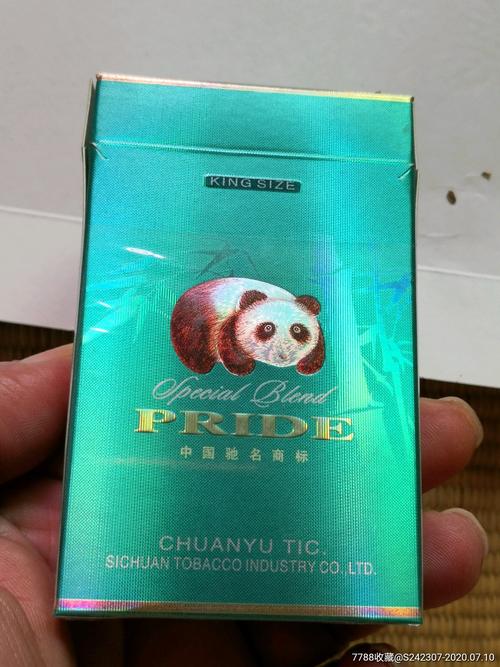 KING SIZE
Special Blend
PRIDE
中国驰名商标
CHUANYU TIC.
SICHUAN TOBACCO INDUSTRY CO.,LTD.
7788收藏@S242307-2020.07.10